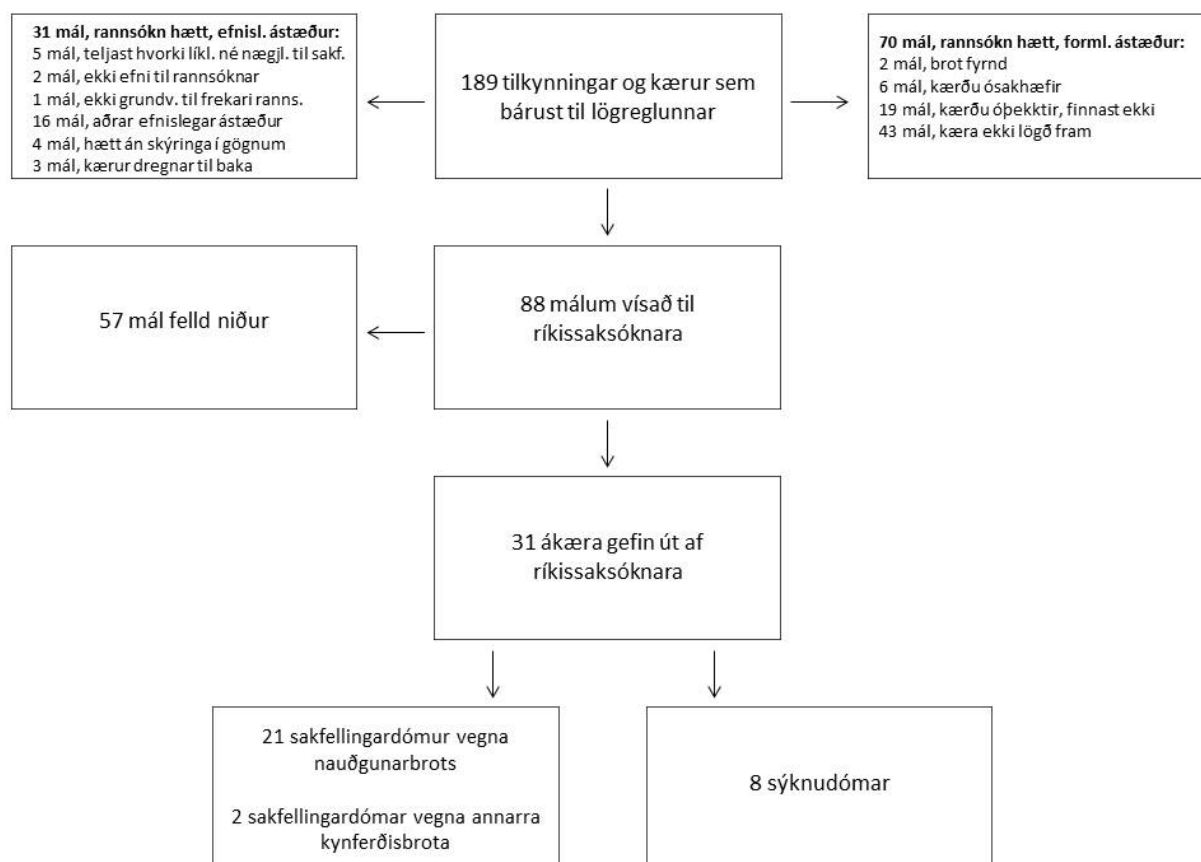 31 mál, rannsókn hætt, efnisl. ástæður:
5 mál, teljast hvorki líkl. né nægjl. til sakf.
2 mál, ekki efni til rannsóknar
1 mál, ekki grundv. til frekari ranns.
16 mál, aðrar efnislegar ástæður
4 mál, hætt án skýringa í gögnum
3 mál, kærur dregnar til baka
189 tilkynningar og kærur sem
bárust til lögreglunnar
70 mál, rannsókn hætt, forml. ástæður:
2 mál, brot fyrnd
6 mál, kærðu ósakhæfir
19 mál, kærðu óþekktir, finnast ekki
43 mál, kæra ekki lögð fram
57 mál felld niður
88 málum vísað til
ríkissaksóknara
31 ákæra gefin út af
ríkissaksóknara
21 sakfellingardómur vegna
nauðgunarbrots
2 sakfellingardómar vegna annarra
kynferðisbrota
8 sýknudómar